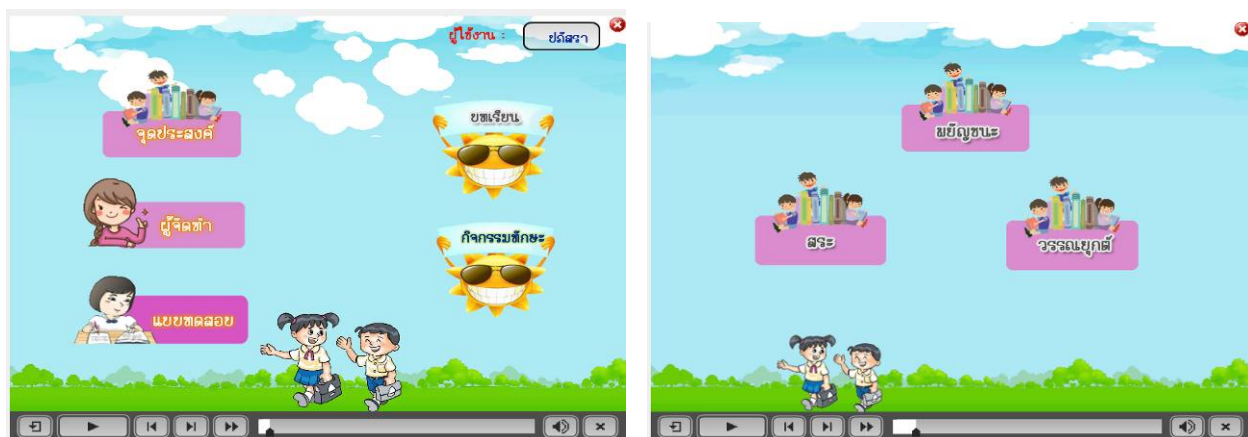 ผู้ใช้งาน : ปภัสรา
จุดประสงค์
บทเรียน
ผู้จัดทำ
กิจกรรมทักษะ
แบบทดสอบ
พยัญชนะ
สระ
วรรณยุกต์